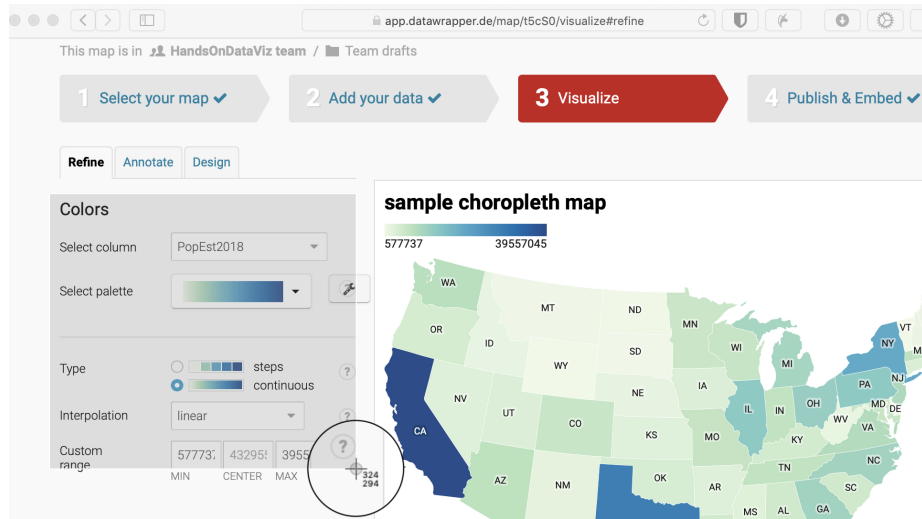 app.datawrapper.de/map/t5cS0/visualize#refine
This map is in HandsOnDataViz team / Team drafts
1 Select your map
2 Add your data
3 Visualize
4 Publish & Embed
Refine Annotate Design
Colors
Select column PopEst2018
Select palette
Type steps
continuous
?
Interpolation linear ?
Custom range 577737 432955 3955 ?
MIN CENTER MAX
324
294
sample choropleth map
577737 39557045
WA
MT ND
MN
VT
OR
ID
SD
WI
MI
NY
M
WY
IA
PA NJ
NE
NV
UT
IL IN OH
MD DE
CO
WV VA
CA
KS MO KY
NC
TN
AZ NM OK AR
SC
MS AL GA